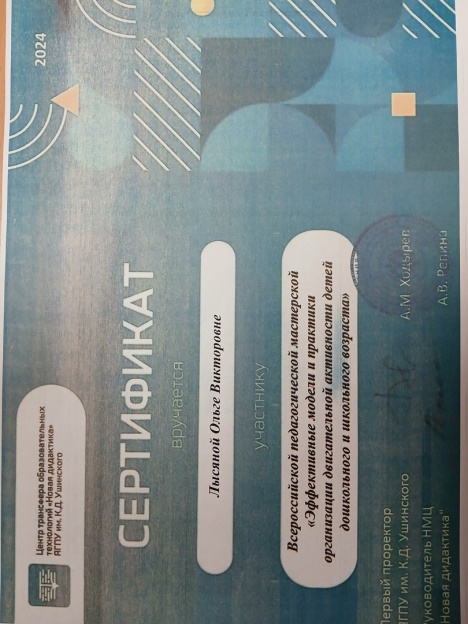 Центр трансфера образовательных
технологий «Новая дидактика»
ЯГПУ им. К.Д. Ушинского
2024
СЕРТИФИКАТ
вручается
Лысяной Ольге Викторовне
участнику
Всероссийской педагогической мастерской
«Эффективные модели и практики
организации двигательной активности детей
дошкольного и школьного возраста»
Первый проректор
ЯГПУ им. К.Д. Ушинского
А.М. Ходырев
Руководитель НМЦ
"Новая дидактика"
А.В. Репина